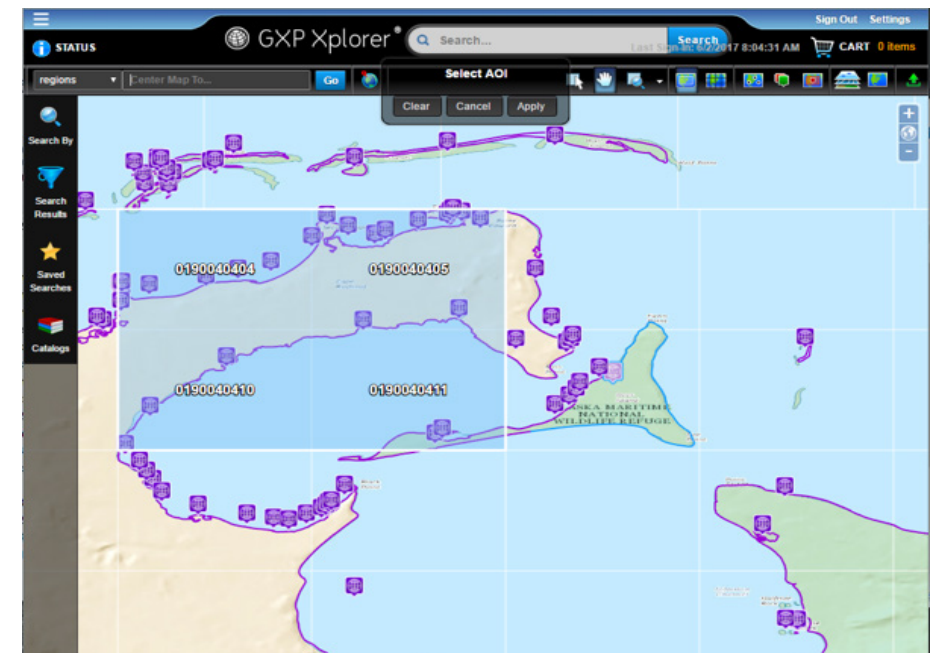 Sign Out Settings
STATUS
GXP Xplorer®
Search...
Search
Last Sign-In: 6/2/2017 8:04:31 AM
CART 0 items
regions
Center Map To...
Go
Select AOI
Clear Cancel Apply
Search By
Search
Results
Saved
Searches
Catalogs
0190040404
0190040405
0190040410
0190040411
ALASKA MARITIME
NATIONAL
WILDLIFE REFUGE